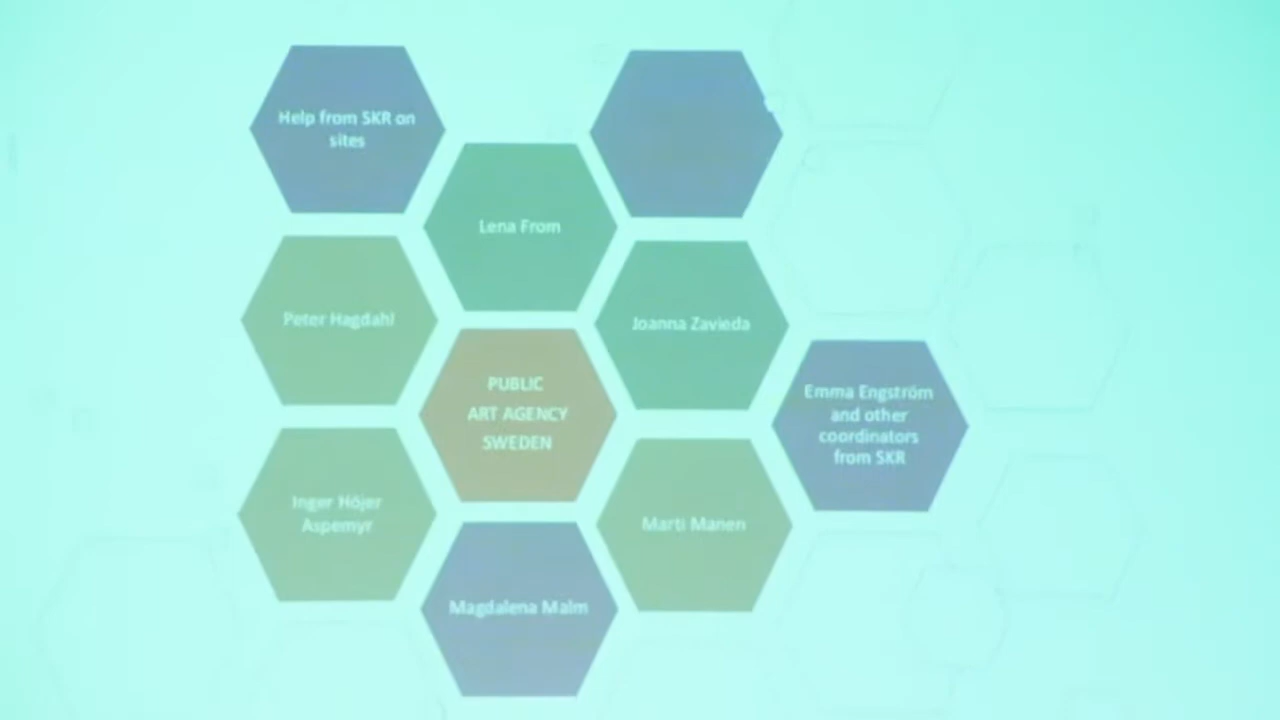 Help from SKR on
sites
Lena From
Peter Hagdahl
Joanna Zavieda
PUBLIC
ART AGENCY
SWEDEN
Emma Engström
and other
coordinators
from SKR
Inger Höjer
Aspemyr
Marti Manen
Magdalena Malm